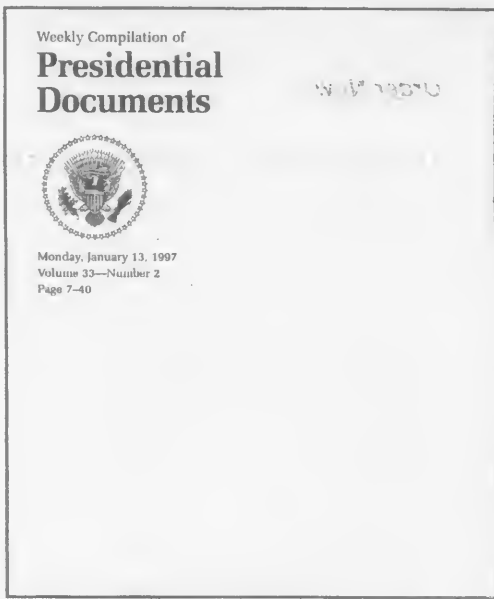 Weekly Compilation of
Presidential
Documents
Monday, January 13, 1997
Volume 33—Number 2
Page 7–40